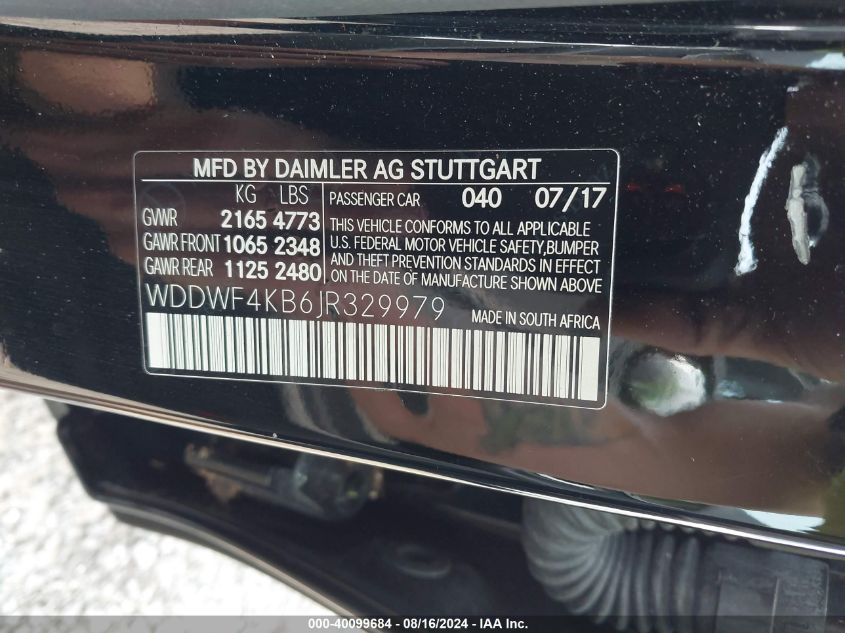 MFD BY DAIMLER AG STUTTGART
KG LBS
GWR 2165 4773
GAWR FRONT 1065 2348
GAWR REAR 1125 2480
PASSENGER CAR 040 07/17
THIS VEHICLE CONFORMS TO ALL APPLICABLE
U.S. FEDERAL MOTOR VEHICLE SAFETY,BUMPER
AND THEFT PREVENTION STANDARDS IN EFFECT
ON THE DATE OF MANUFACTURE SHOWN ABOVE
WDDWF4KB6JR329979
MADE IN SOUTH AFRICA
000-40099684 - 08/16/2024 - IAA Inc.